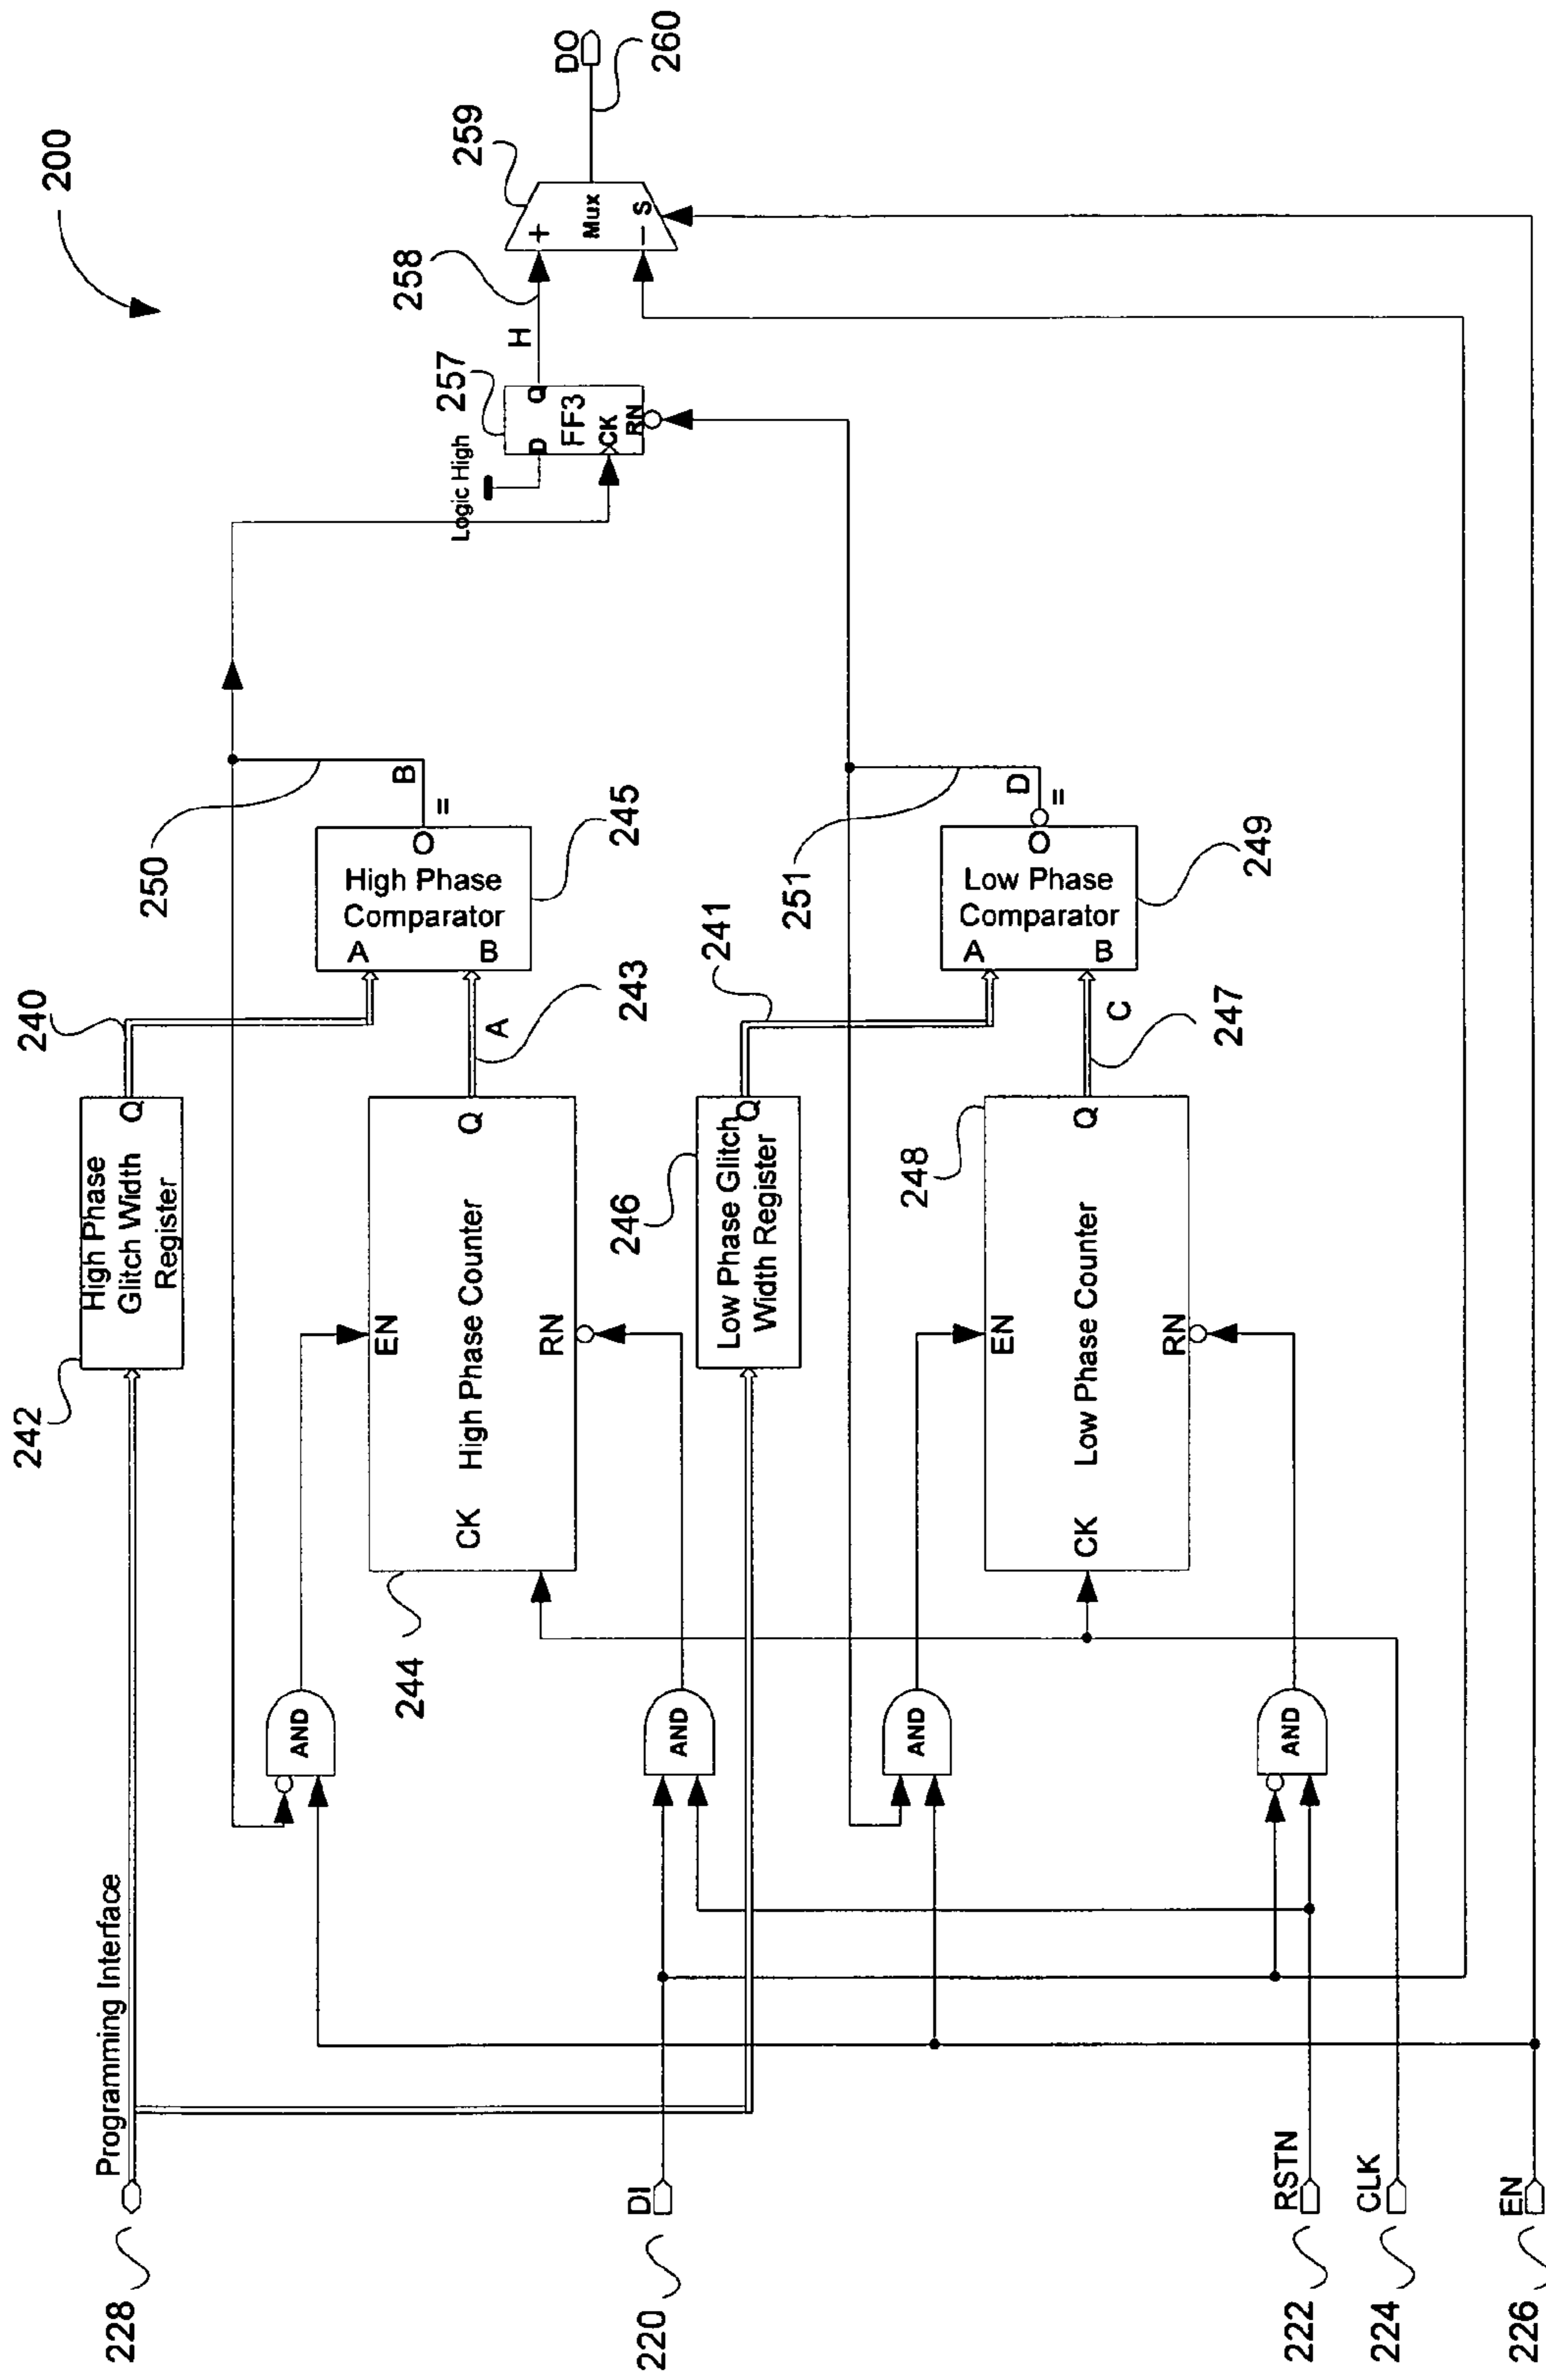 200
228
Programming Interface
242
High Phase
Glitch Width
Register
Q
240
250
B
=
O
High Phase
Comparator
A
B
245
AND
EN
High Phase Counter
CK
RN
Q
244
A
243
220
DI
AND
246
Low Phase Glitch
Width Register
Q
241
251
D
=
O
Low Phase
Comparator
A
B
249
AND
248
EN
Low Phase Counter
CK
RN
Q
C
247
AND
222
RSTN
224
CLK
226
EN
Logic High
257
D
Q
FF3
CK
RN
H
258
259
+
Mux
–
S
DO
260